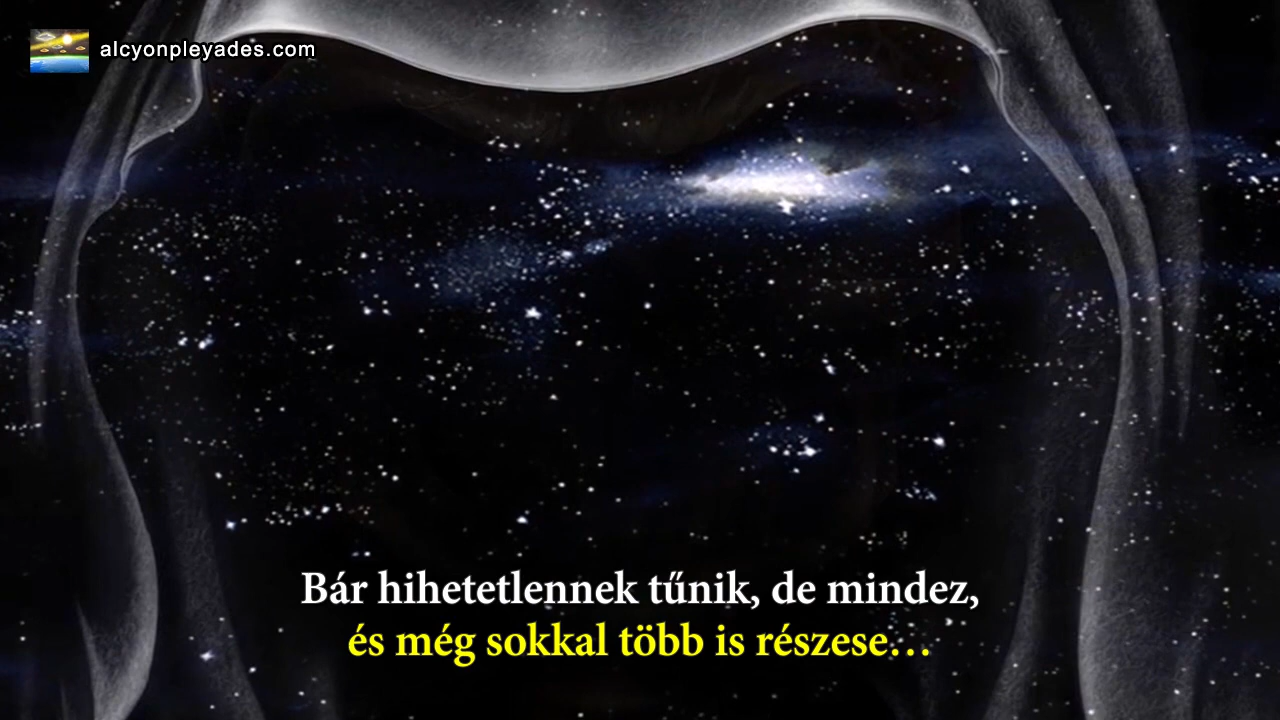 alcyonpleyades.com
Bár hihetetlennek tűnik, de mindez,
és még sokkal több is részese…